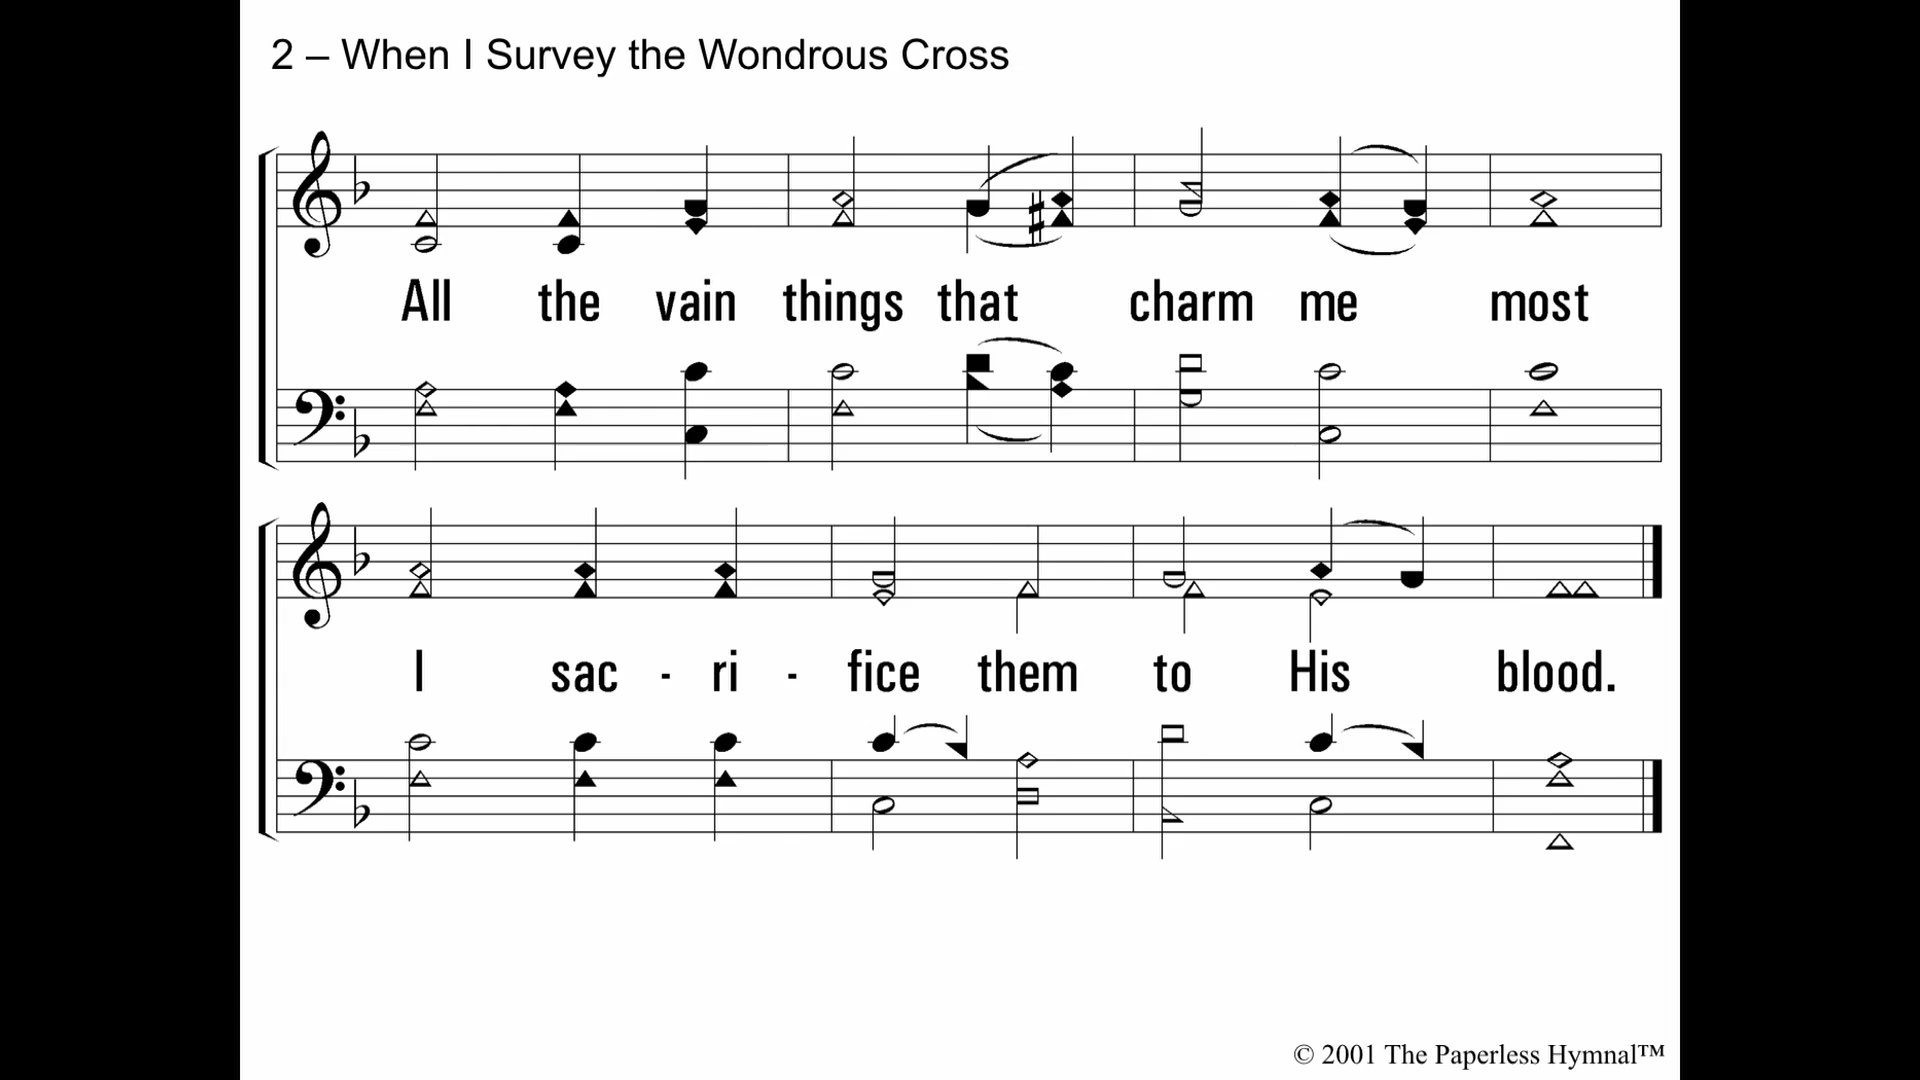 2 – When I Survey the Wondrous Cross
All the vain things that charm me most
I sac - ri - fice them to His blood.
© 2001 The Paperless Hymnal™